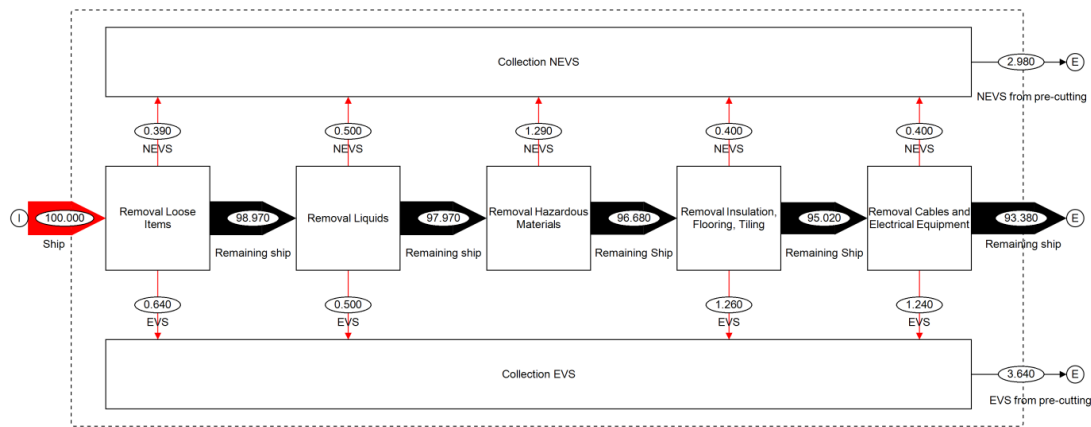 Collection NEVS
2.980
E
NEVS from pre-cutting
0.390
NEVS
0.500
NEVS
1.290
NEVS
0.400
NEVS
0.400
NEVS
I
100.000
Ship
Removal Loose
Items
98.970
Remaining ship
Removal Liquids
97.970
Remaining ship
Removal Hazardous
Materials
96.680
Remaining Ship
Removal Insulation,
Flooring, Tiling
95.020
Remaining Ship
Removal Cables and
Electrical Equipment
93.380
Remaining ship
E
0.640
EVS
0.500
EVS
1.260
EVS
1.240
EVS
Collection EVS
3.640
E
EVS from pre-cutting